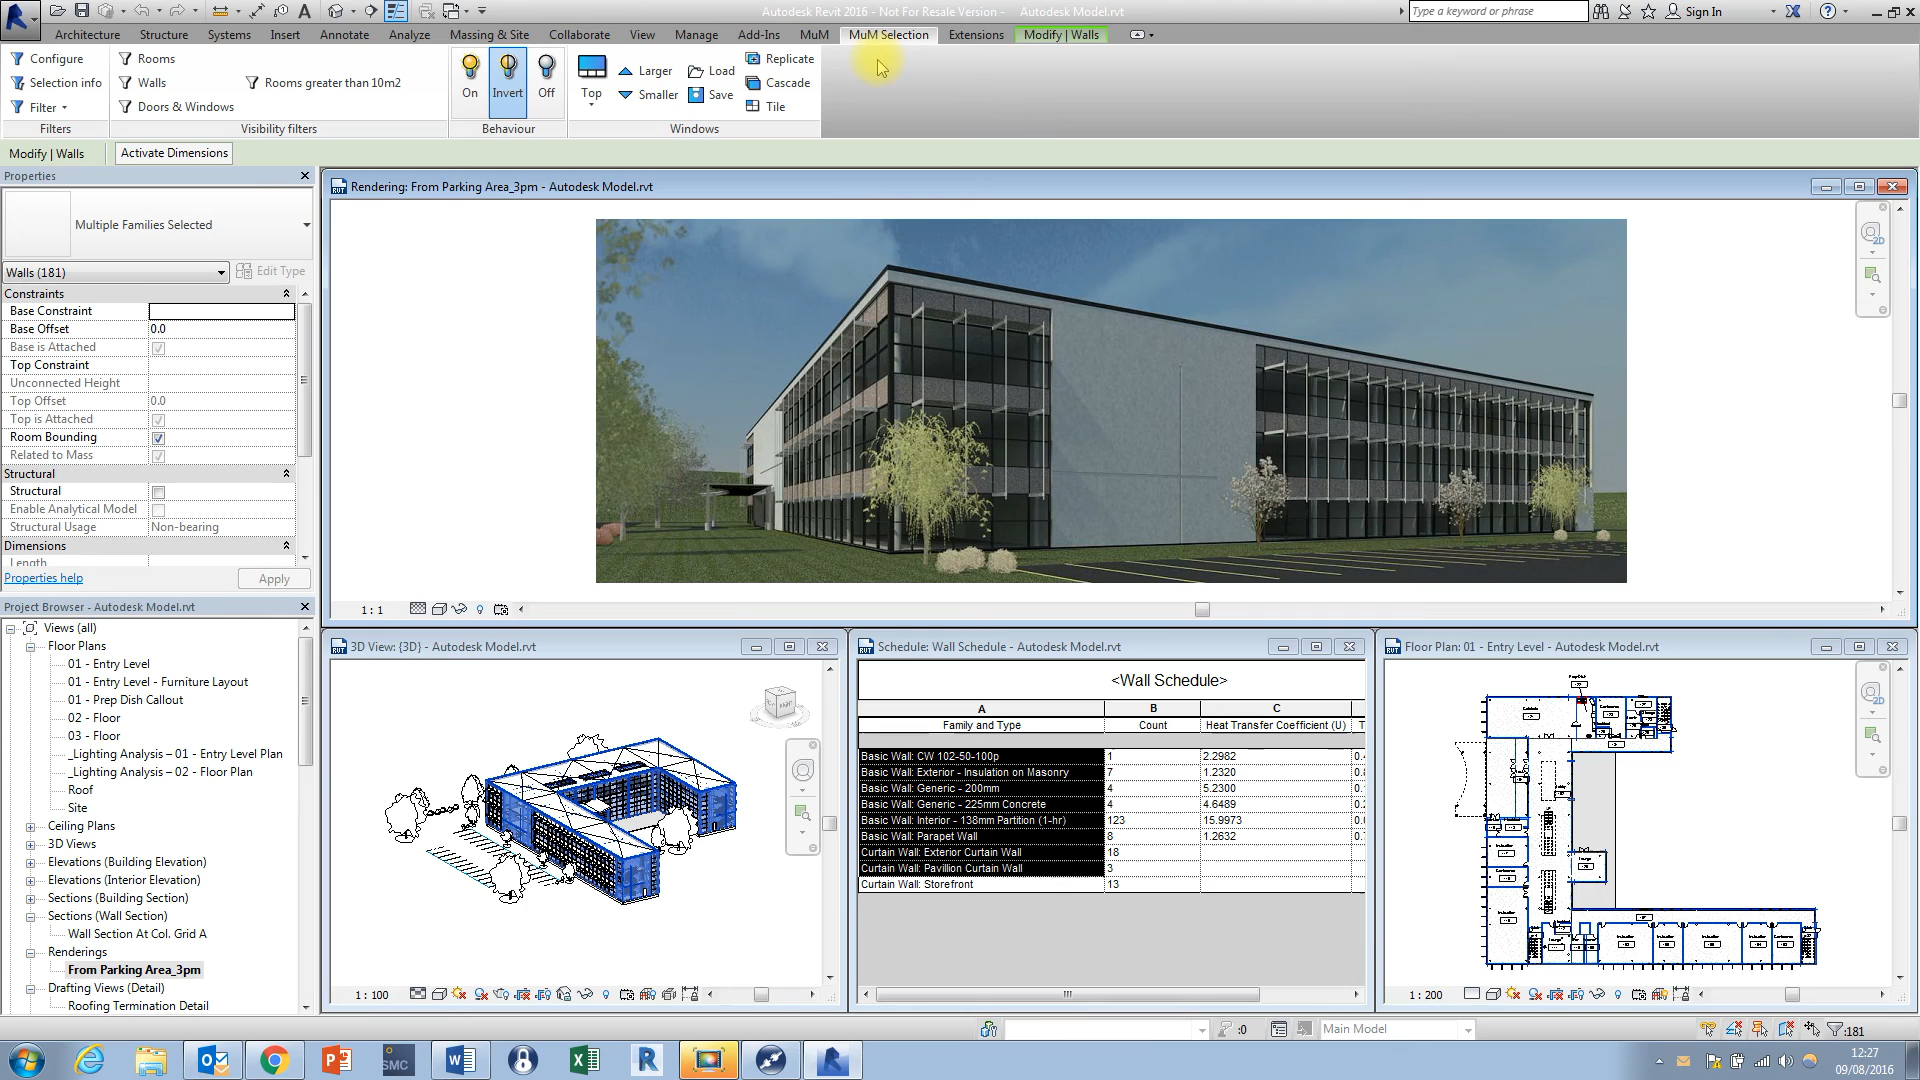 Autodesk Revit 2016 - Not For Resale Version - Autodesk Model.rvt
Type a keyword or phrase
Sign In
Architecture Structure Systems Insert Annotate Analyze Massing & Site Collaborate View Manage Add-Ins MuM MuM Selection Extensions Modify | Walls
Configure
Selection info
Filter
Filters
Rooms
Walls
Doors & Windows
Rooms greater than 10m2
Visibility filters
On
Invert
Off
Behaviour
Top
Larger
Smaller
Load
Save
Replicate
Cascade
Tile
Windows
Modify | Walls
Activate Dimensions
Properties
Multiple Families Selected
Walls (181)
Edit Type
Constraints
Base Constraint
Base Offset 0.0
Base is Attached
Top Constraint
Unconnected Height
Top Offset 0.0
Top is Attached
Room Bounding
Related to Mass
Structural
Structural
Enable Analytical Model
Structural Usage Non-bearing
Dimensions
Length
Properties help
Apply
Project Browser - Autodesk Model.rvt
Views (all)
Floor Plans
01 - Entry Level
01 - Entry Level - Furniture Layout
01 - Prep Dish Callout
02 - Floor
03 - Floor
_Lighting Analysis – 01 - Entry Level Plan
_Lighting Analysis – 02 - Floor Plan
Roof
Site
Ceiling Plans
3D Views
Elevations (Building Elevation)
Elevations (Interior Elevation)
Sections (Building Section)
Sections (Wall Section)
Wall Section At Col. Grid A
Renderings
From Parking Area_3pm
Drafting Views (Detail)
Roofing Termination Detail
Rendering: From Parking Area_3pm - Autodesk Model.rvt
2D
1 : 1
3D View: {3D} - Autodesk Model.rvt
1 : 100
Schedule: Wall Schedule - Autodesk Model.rvt
<Wall Schedule>
A B C
Family and Type Count Heat Transfer Coefficient (U) T
Basic Wall: CW 102-50-100p 1 2.2982
Basic Wall: Exterior - Insulation on Masonry 7 1.2320
Basic Wall: Generic - 200mm 4 5.2300
Basic Wall: Generic - 225mm Concrete 4 4.6489
Basic Wall: Interior - 138mm Partition (1-hr) 123 15.9973
Basic Wall: Parapet Wall 8 1.2632
Curtain Wall: Exterior Curtain Wall 18
Curtain Wall: Pavillion Curtain Wall 3
Curtain Wall: Storefront 13
Floor Plan: 01 - Entry Level - Autodesk Model.rvt
2D
1 : 200
:0
Main Model
:181
SMC
12:27
09/08/2016